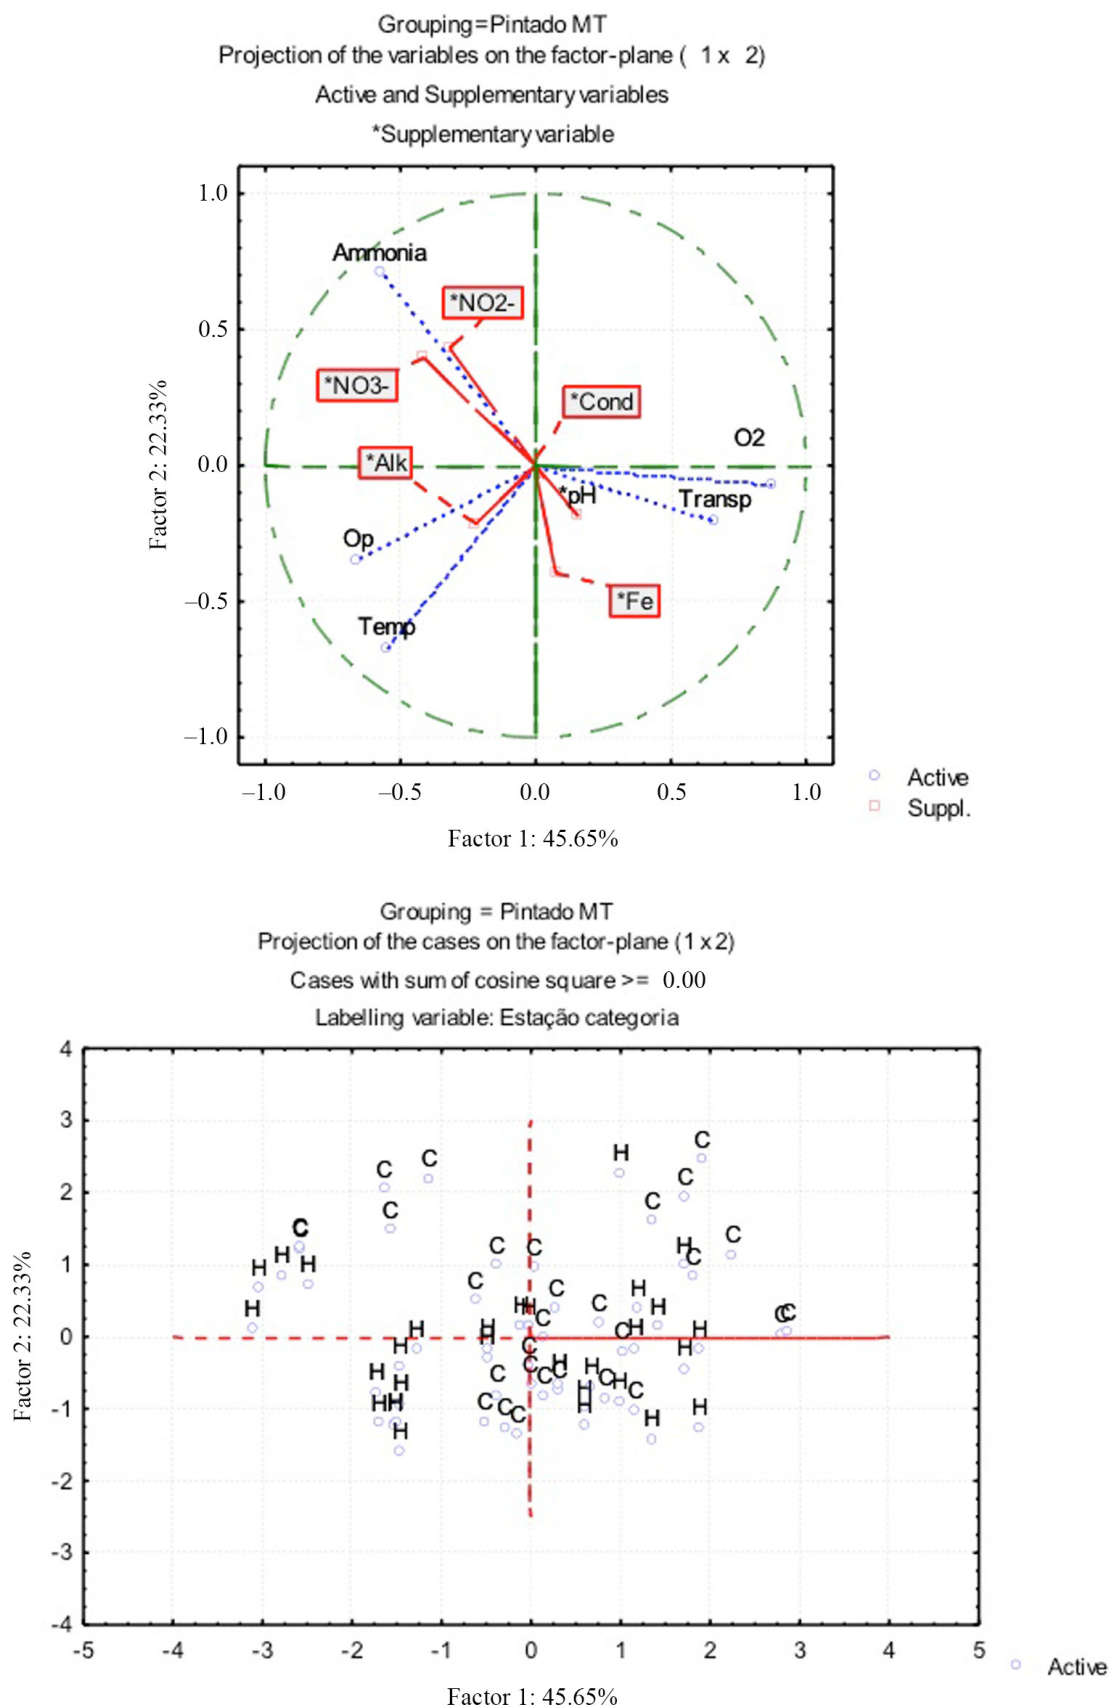 Grouping=Pintado MT
Projection of the variables on the factor-plane ( 1 x 2)
Active and Supplementary variables
*Supplementary variable
1.0
Ammonia
*NO2-
0.5
*NO3-
*Cond
O2
0.0
*Alk
*pH
Transp
Op
–0.5
*Fe
Temp
–1.0
–1.0 –0.5 0.0 0.5 1.0
Factor 2: 22.33%
Factor 1: 45.65%
Active
Suppl.
Grouping = Pintado MT
Projection of the cases on the factor-plane (1 x 2)
Cases with sum of cosine square >= 0.00
Labelling variable: Estação categoria
4
3
C
C C H
C
2
C C
C
C C C C
H H H H C
1
H
C C
H H H C H
H H C C C
0
H H C H C H H
H C
H H C C C H C H C H C
H H H C C C H H H
-1
H
-2
-3
-4
-5 -4 -3 -2 -1 0 1 2 3 4 5
Factor 2: 22.33%
Factor 1: 45.65%
Active